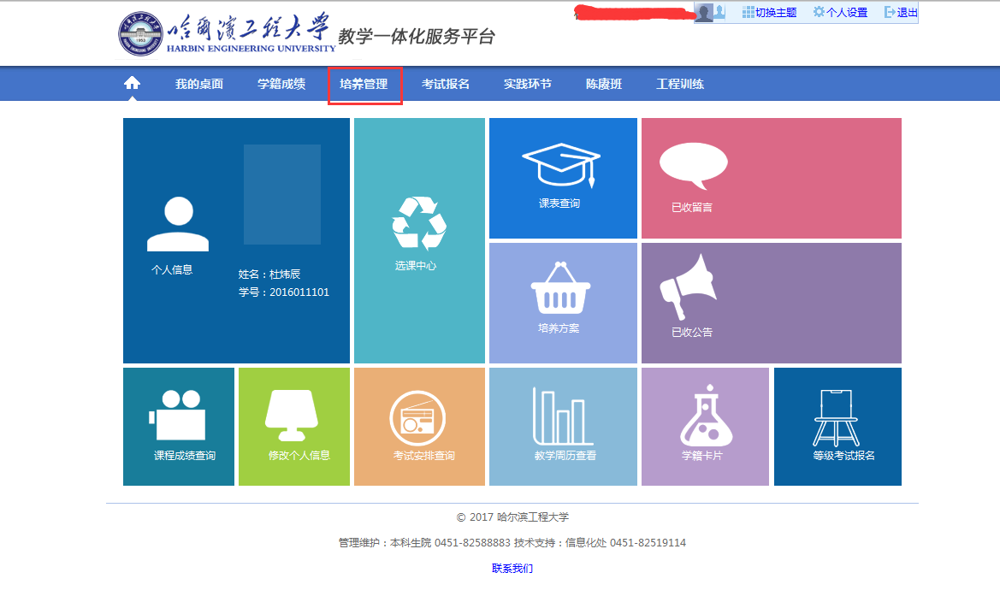 哈尔滨工程大学
HARBIN ENGINEERING UNIVERSITY
教学一体化服务平台
切换主题 个人设置 退出
我的桌面 学籍成绩 培养管理 考试报名 实践环节 陈赓班 工程训练
个人信息
姓名：杜炜辰
学号：2016011101
选课中心
课表查询
已收留言
培养方案
已收公告
课程成绩查询
修改个人信息
考试安排查询
教学周历查看
学籍卡片
等级考试报名
© 2017 哈尔滨工程大学
管理维护：本科生院 0451-82588883 技术支持：信息化处 0451-82519114
联系我们